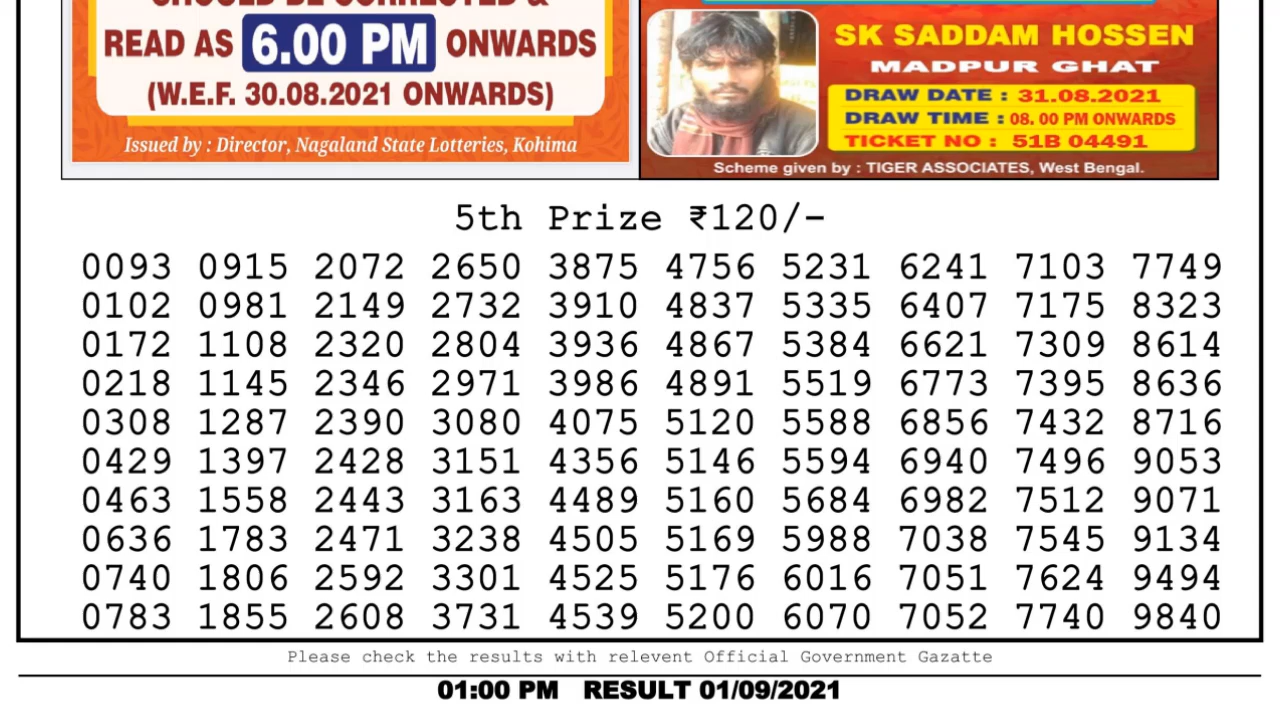 SHOULD BE CORRECTED &
READ AS 6.00 PM ONWARDS
(W.E.F. 30.08.2021 ONWARDS)
Issued by : Director, Nagaland State Lotteries, Kohima
SK SADDAM HOSSEN
MADPUR GHAT
DRAW DATE : 31.08.2021
DRAW TIME : 08. 00 PM ONWARDS
TICKET NO : 51B 04491
Scheme given by : TIGER ASSOCIATES, West Bengal.
5th Prize ₹120/-
0093 0915 2072 2650 3875 4756 5231 6241 7103 7749
0102 0981 2149 2732 3910 4837 5335 6407 7175 8323
0172 1108 2320 2804 3936 4867 5384 6621 7309 8614
0218 1145 2346 2971 3986 4891 5519 6773 7395 8636
0308 1287 2390 3080 4075 5120 5588 6856 7432 8716
0429 1397 2428 3151 4356 5146 5594 6940 7496 9053
0463 1558 2443 3163 4489 5160 5684 6982 7512 9071
0636 1783 2471 3238 4505 5169 5988 7038 7545 9134
0740 1806 2592 3301 4525 5176 6016 7051 7624 9494
0783 1855 2608 3731 4539 5200 6070 7052 7740 9840
Please check the results with relevent Official Government Gazatte
01:00 PM RESULT 01/09/2021